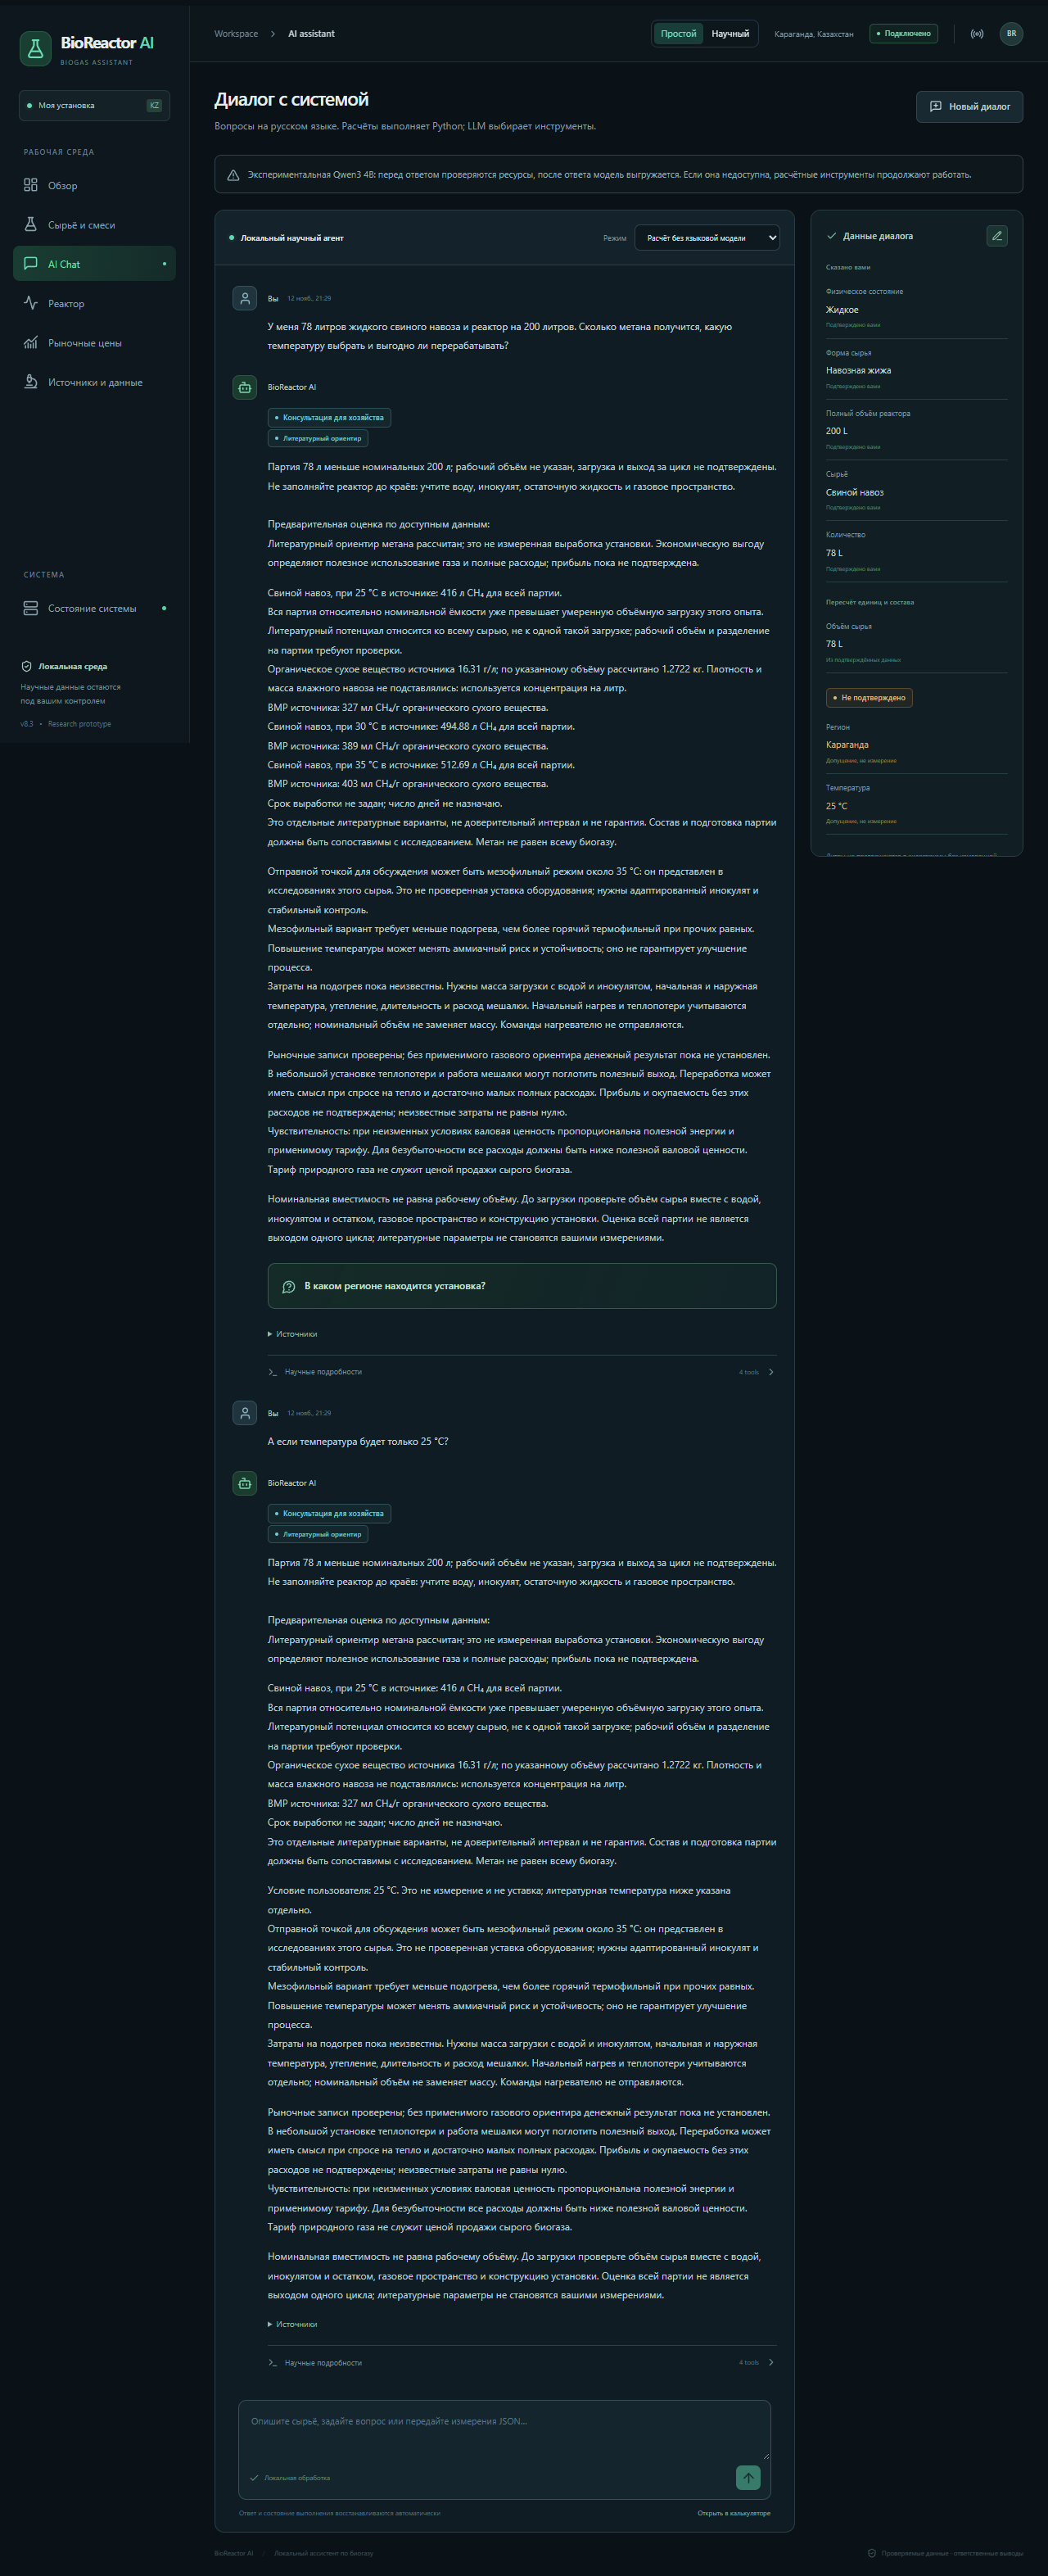 BioReactor AI
BIOGAS ASSISTANT
Моя установка
KZ
РАБОЧАЯ СРЕДА
Обзор
Сырьё и смеси
AI Chat
Реактор
Рыночные цены
Источники и данные
СИСТЕМА
Состояние системы
Локальная среда
Научные данные остаются
под вашим контролем
v8.3 • Research prototype
Workspace > AI assistant
Простой
Научный
Караганда, Казахстан
Подключено
BR
Диалог с системой
Вопросы на русском языке. Расчёты выполняет Python; LLM выбирает инструменты.
Новый диалог
Экспериментальная Qwen3 4B: перед ответом проверяются ресурсы, после ответа модель выгружается. Если она недоступна, расчётные инструменты продолжают работать.
Локальный научный агент
Режим
Расчёт без языковой модели
Вы 12 нояб., 21:29
У меня 78 литров жидкого свиного навоза и реактор на 200 литров. Сколько метана получится, какую
температуру выбрать и выгодно ли перерабатывать?
BioReactor AI
Консультация для хозяйства
Литературный ориентир
Партия 78 л меньше номинальных 200 л; рабочий объём не указан, загрузка и выход за цикл не подтверждены.
Не заполняйте реактор до краёв: учтите воду, инокулят, остаточную жидкость и газовое пространство.
Предварительная оценка по доступным данным:
Литературный ориентир метана рассчитан; это не измеренная выработка установки. Экономическую выгоду
определяют полезное использование газа и полные расходы; прибыль пока не подтверждена.
Свиной навоз, при 25 °C в источнике: 416 л CH₄ для всей партии.
Вся партия относительно номинальной ёмкости уже превышает умеренную объёмную загрузку этого опыта.
Литературный потенциал относится ко всему сырью, не к одной такой загрузке; рабочий объём и разделение
на партии требуют проверки.
Органическое сухое вещество источника 16.31 г/л; по указанному объёму рассчитано 1.2722 кг. Плотность и
масса влажного навоза не подставлялись: используется концентрация на литр.
BMP источника: 327 мл CH₄/г органического сухого вещества.
Свиной навоз, при 30 °C в источнике: 494.88 л CH₄ для всей партии.
BMP источника: 389 мл CH₄/г органического сухого вещества.
Свиной навоз, при 35 °C в источнике: 512.69 л CH₄ для всей партии.
BMP источника: 403 мл CH₄/г органического сухого вещества.
Срок выработки не задан; число дней не назначаю.
Это отдельные литературные варианты, не доверительный интервал и не гарантия. Состав и подготовка партии
должны быть сопоставимы с исследованием. Метан не равен всему биогазу.
Отправной точкой для обсуждения может быть мезофильный режим около 35 °C: он представлен в
исследованиях этого сырья. Это не проверенная уставка оборудования; нужны адаптированный инокулят и
стабильный контроль.
Мезофильный вариант требует меньше подогрева, чем более горячий термофильный при прочих равных.
Повышение температуры может менять аммиачный риск и устойчивость; оно не гарантирует улучшение
процесса.
Затраты на подогрев пока неизвестны. Нужны масса загрузки с водой и инокулятом, начальная и наружная
температура, утепление, длительность и расход мешалки. Начальный нагрев и теплопотери учитываются
отдельно; номинальный объём не заменяет массу. Команды нагревателю не отправляются.
Рыночные записи проверены; без применимого газового ориентира денежный результат пока не установлен.
В небольшой установке теплопотери и работа мешалки могут поглотить полезный выход. Переработка может
иметь смысл при спросе на тепло и достаточно малых полных расходах. Прибыль и окупаемость без этих
расходов не подтверждены; неизвестные затраты не равны нулю.
Чувствительность: при неизменных условиях валовая ценность пропорциональна полезной энергии и
применимому тарифу. Для безубыточности все расходы должны быть ниже полезной валовой ценности.
Тариф природного газа не служит ценой продажи сырого биогаза.
Номинальная вместимость не равна рабочему объёму. До загрузки проверьте объём сырья вместе с водой,
инокулятом и остатком, газовое пространство и конструкцию установки. Оценка всей партии не является
выходом одного цикла; литературные параметры не становятся вашими измерениями.
В каком регионе находится установка?
Источники
Научные подробности
4 tools
Вы 12 нояб., 21:29
А если температура будет только 25 °C?
BioReactor AI
Консультация для хозяйства
Литературный ориентир
Партия 78 л меньше номинальных 200 л; рабочий объём не указан, загрузка и выход за цикл не подтверждены.
Не заполняйте реактор до краёв: учтите воду, инокулят, остаточную жидкость и газовое пространство.
Предварительная оценка по доступным данным:
Литературный ориентир метана рассчитан; это не измеренная выработка установки. Экономическую выгоду
определяют полезное использование газа и полные расходы; прибыль пока не подтверждена.
Свиной навоз, при 25 °C в источнике: 416 л CH₄ для всей партии.
Вся партия относительно номинальной ёмкости уже превышает умеренную объёмную загрузку этого опыта.
Литературный потенциал относится ко всему сырью, не к одной такой загрузке; рабочий объём и разделение
на партии требуют проверки.
Органическое сухое вещество источника 16.31 г/л; по указанному объёму рассчитано 1.2722 кг. Плотность и
масса влажного навоза не подставлялись: используется концентрация на литр.
BMP источника: 327 мл CH₄/г органического сухого вещества.
Срок выработки не задан; число дней не назначаю.
Это отдельные литературные варианты, не доверительный интервал и не гарантия. Состав и подготовка партии
должны быть сопоставимы с исследованием. Метан не равен всему биогазу.
Условие пользователя: 25 °C. Это не измерение и не уставка; литературная температура ниже указана
отдельно.
Отправной точкой для обсуждения может быть мезофильный режим около 35 °C: он представлен в
исследованиях этого сырья. Это не проверенная уставка оборудования; нужны адаптированный инокулят и
стабильный контроль.
Мезофильный вариант требует меньше подогрева, чем более горячий термофильный при прочих равных.
Повышение температуры может менять аммиачный риск и устойчивость; оно не гарантирует улучшение
процесса.
Затраты на подогрев пока неизвестны. Нужны масса загрузки с водой и инокулятом, начальная и наружная
температура, утепление, длительность и расход мешалки. Начальный нагрев и теплопотери учитываются
отдельно; номинальный объём не заменяет массу. Команды нагревателю не отправляются.
Рыночные записи проверены; без применимого газового ориентира денежный результат пока не установлен.
В небольшой установке теплопотери и работа мешалки могут поглотить полезный выход. Переработка может
иметь смысл при спросе на тепло и достаточно малых полных расходах. Прибыль и окупаемость без этих
расходов не подтверждены; неизвестные затраты не равны нулю.
Чувствительность: при неизменных условиях валовая ценность пропорциональна полезной энергии и
применимому тарифу. Для безубыточности все расходы должны быть ниже полезной валовой ценности.
Тариф природного газа не служит ценой продажи сырого биогаза.
Номинальная вместимость не равна рабочему объёму. До загрузки проверьте объём сырья вместе с водой,
инокулятом и остатком, газовое пространство и конструкцию установки. Оценка всей партии не является
выходом одного цикла; литературные параметры не становятся вашими измерениями.
Источники
Научные подробности
4 tools
Опишите сырьё, задайте вопрос или передайте измерения JSON...
Локальная обработка
Ответ и состояние выполнения восстанавливаются автоматически
Открыть в калькуляторе
Данные диалога
Сказано вами
Физическое состояние
Жидкое
Подтверждено вами
Форма сырья
Навозная жижа
Подтверждено вами
Полный объём реактора
200 L
Подтверждено вами
Сырьё
Свиной навоз
Подтверждено вами
Количество
78 L
Подтверждено вами
Пересчёт единиц и состава
Объём сырья
78 L
Из подтверждённых данных
Не подтверждено
Регион
Караганда
Допущение, не измерение
Температура
25 °C
Допущение, не измерение
BioReactor AI / Локальный ассистент по биогазу
Проверяемые данные · ответственные выводы